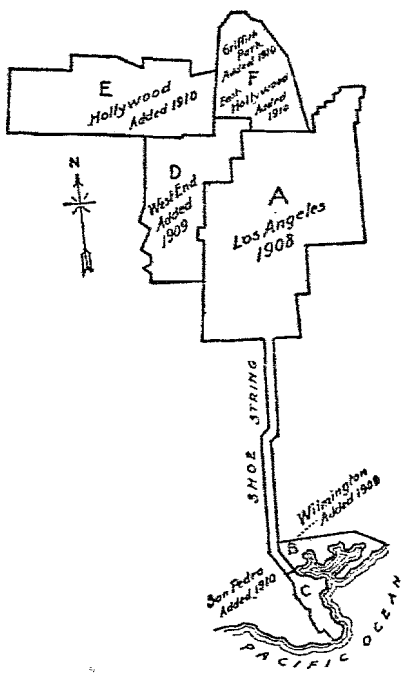 Griffith
Park
Added 1910
F
East
Hollywood
Added
1910
E
Hollywood
Added 1910
N
D
West End
Added
1909
A
Los Angeles
1908
SHOE STRING
Wilmington
Added 1909
B
San Pedro
Added 1910
C
PACIFIC OCEAN